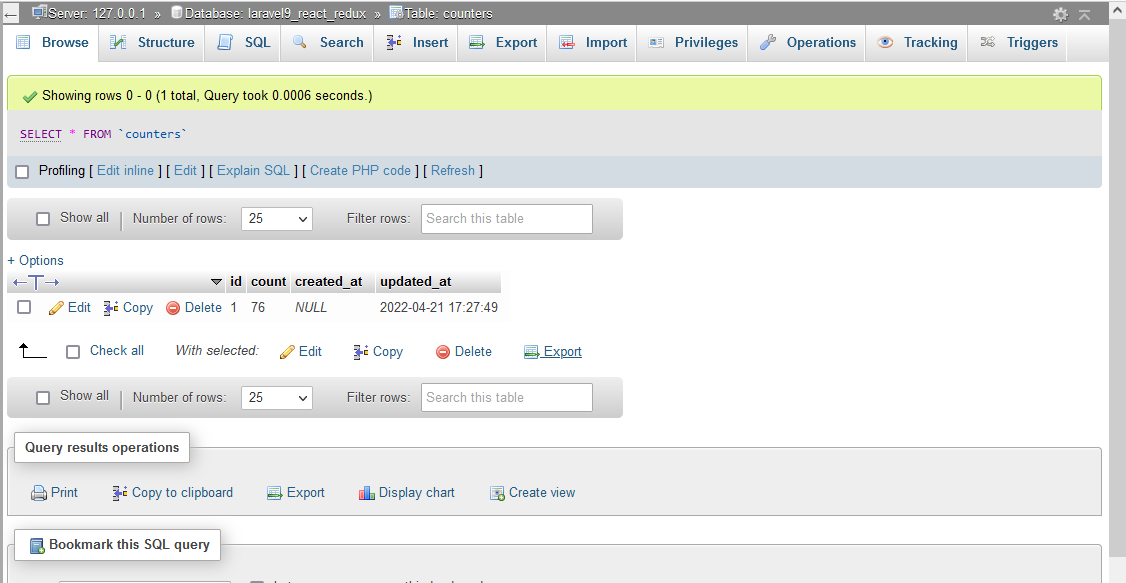 Server: 127.0.0.1 » Database: laravel9_react_redux » Table: counters
Browse Structure SQL Search Insert Export Import Privileges Operations Tracking Triggers
Showing rows 0 - 0 (1 total, Query took 0.0006 seconds.)
SELECT * FROM `counters`
Profiling [ Edit inline ] [ Edit ] [ Explain SQL ] [ Create PHP code ] [ Refresh ]
Show all | Number of rows: 25 Filter rows: Search this table
+ Options
←T→ id count created_at updated_at
Edit Copy Delete 1 76 NULL 2022-04-21 17:27:49
Check all With selected: Edit Copy Delete Export
Show all | Number of rows: 25 Filter rows: Search this table
Query results operations
Print Copy to clipboard Export Display chart Create view
Bookmark this SQL query